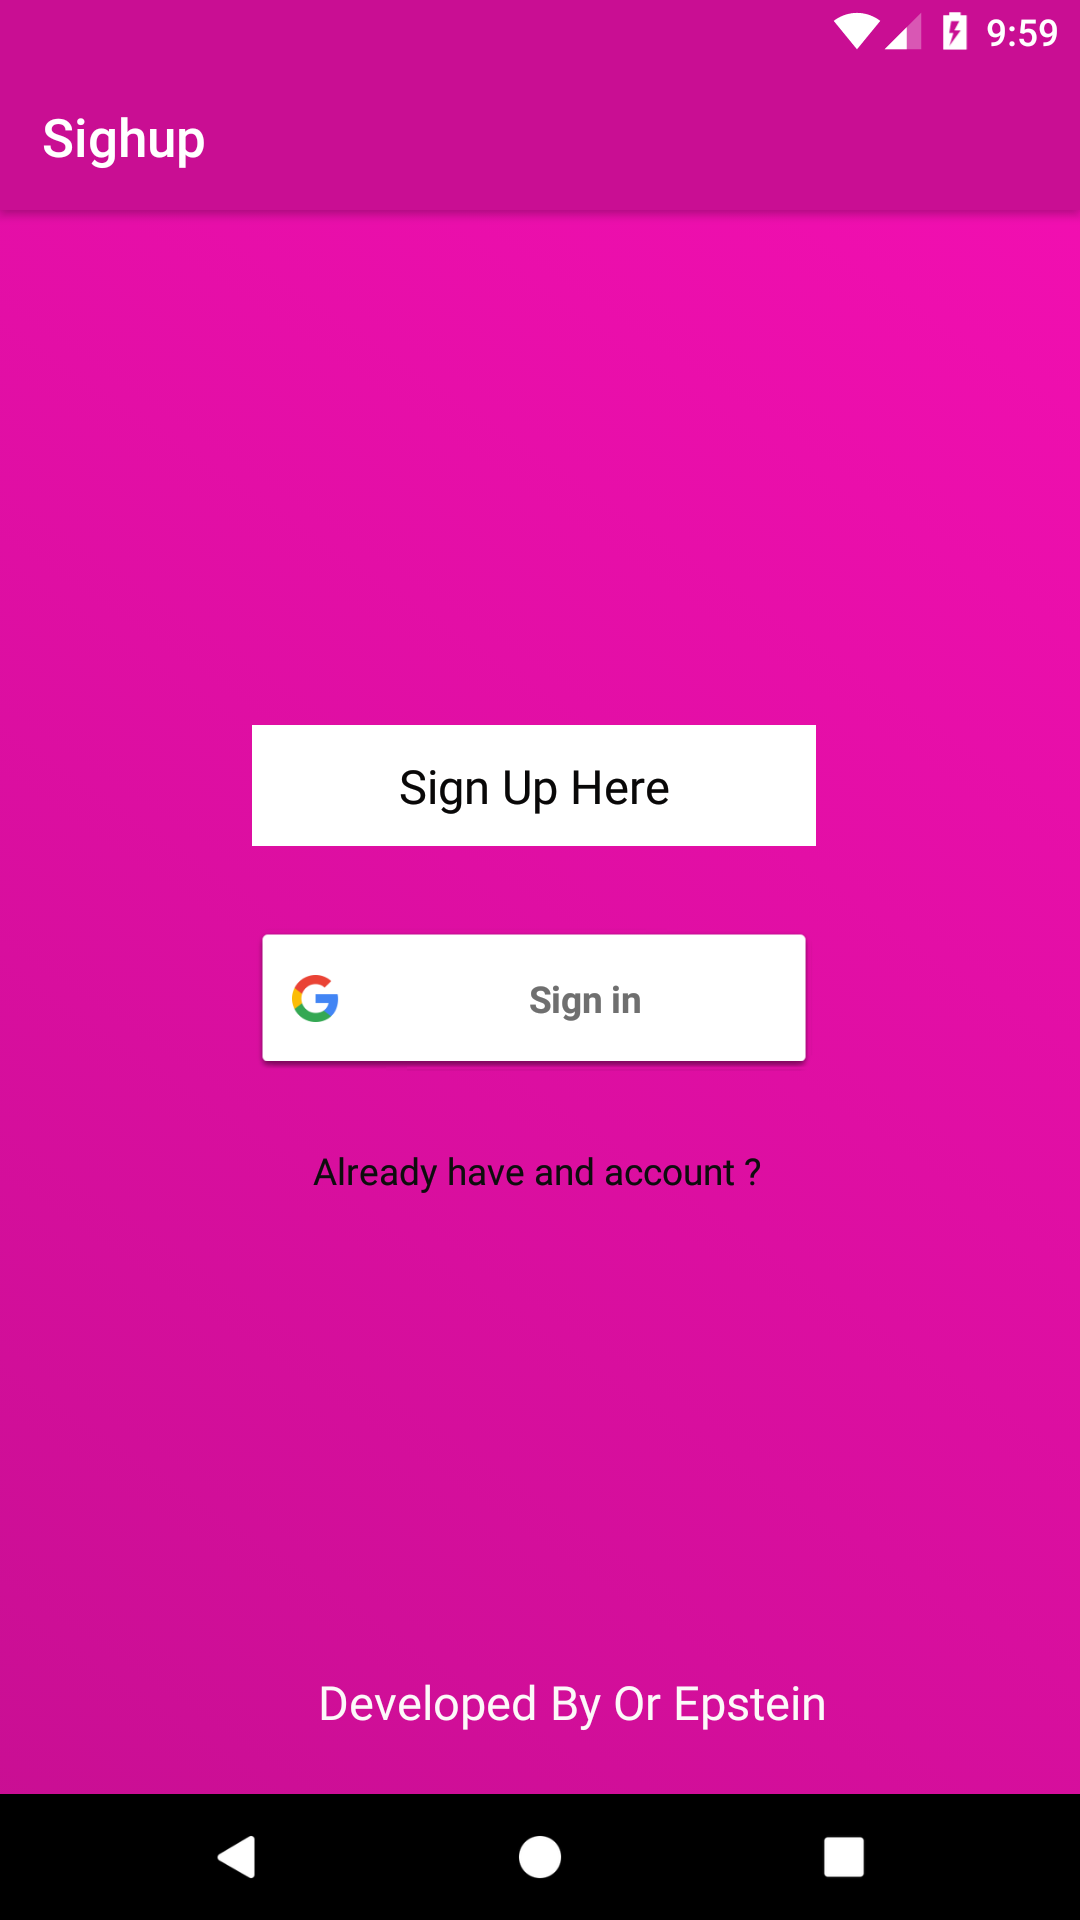 9:59
Sighup
Sign Up Here
Sign in
Already have and account ?
Developed By Or Epstein